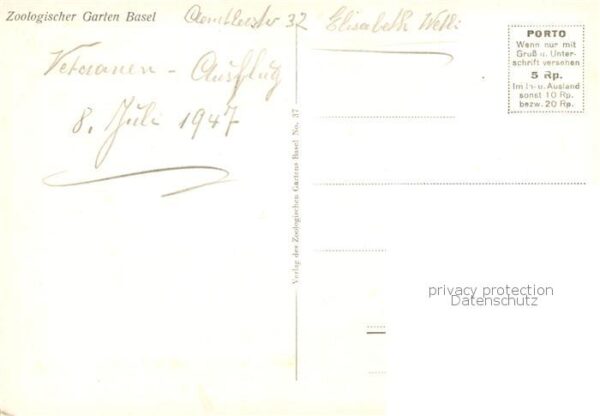 Zoologischer Garten Basel
32 Elisabeth
Veteranen - Ausflug
8. Juli 1947
Verlag des Zoologischen Gartens Basel No. 37
PORTO
Wenn nur mit
Gruß u. Unter-
schrift versehen
5 Rp.
Im In- u. Ausland
sonst 10 Rp.
bezw. 20 Rp.
privacy protection
Datenschutz